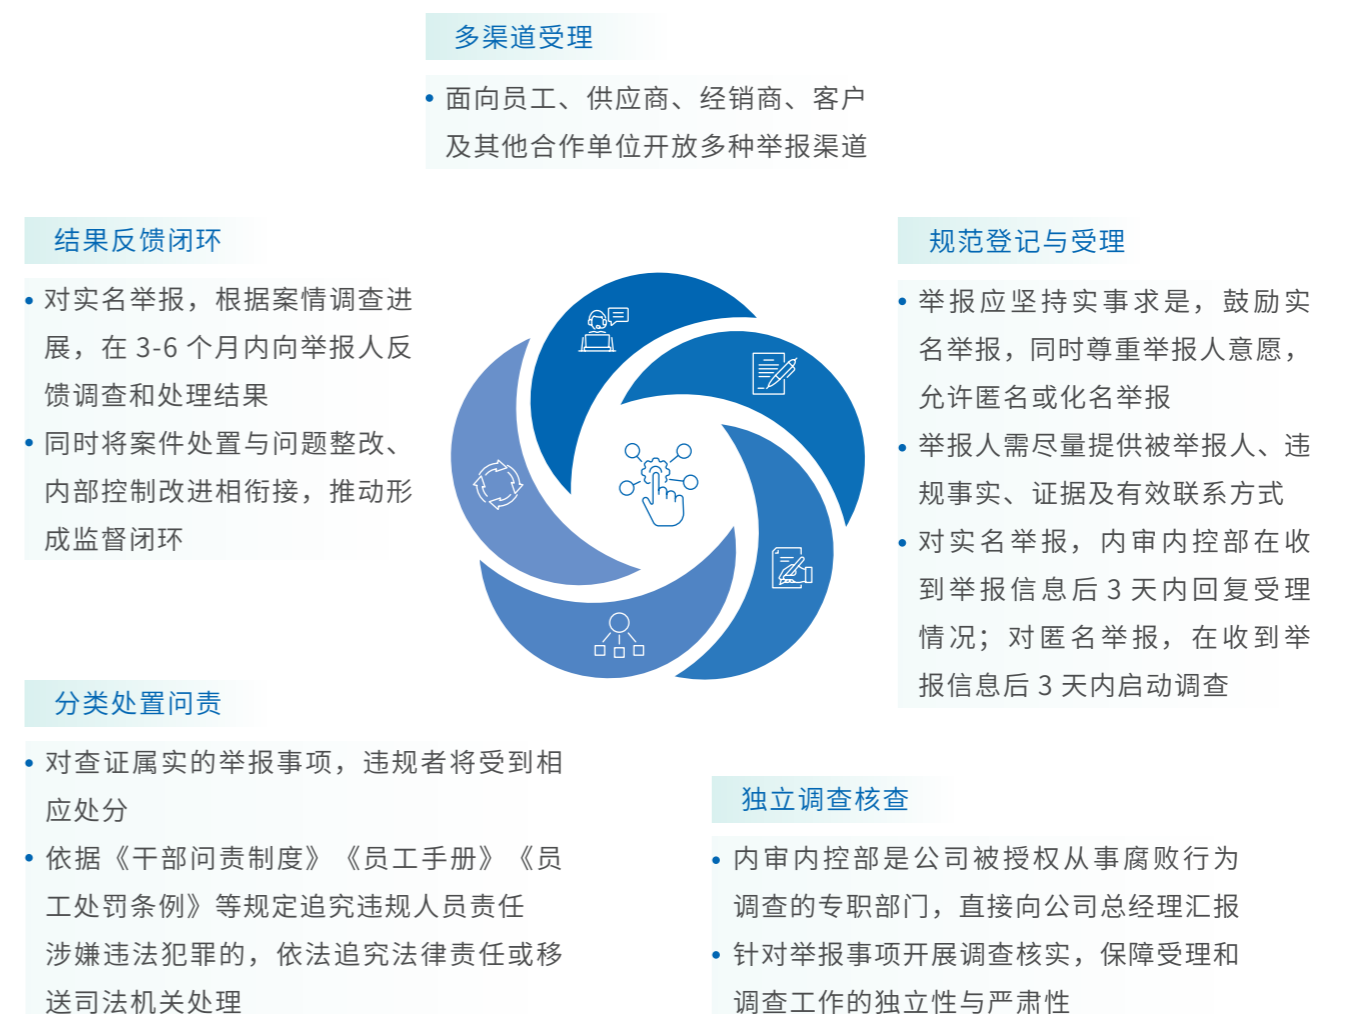 多渠道受理
• 面向员工、供应商、经销商、客户
及其他合作单位开放多种举报渠道
规范登记与受理
• 举报应坚持实事求是，鼓励实
名举报，同时尊重举报人意愿，
允许匿名或化名举报
• 举报人需尽量提供被举报人、违
规事实、证据及有效联系方式
• 对实名举报，内审内控部在收
到举报信息后 3 天内回复受理
情况；对匿名举报，在收到举
报信息后 3 天内启动调查
独立调查核查
• 内审内控部是公司被授权从事腐败行为
调查的专职部门，直接向公司总经理汇报
• 针对举报事项开展调查核实，保障受理和
调查工作的独立性与严肃性
分类处置问责
• 对查证属实的举报事项，违规者将受到相
应处分
• 依据《干部问责制度》《员工手册》《员
工处罚条例》等规定追究违规人员责任
涉嫌违法犯罪的，依法追究法律责任或移
送司法机关处理
结果反馈闭环
• 对实名举报，根据案情调查进
展，在 3-6 个月内向举报人反
馈调查和处理结果
• 同时将案件处置与问题整改、
内部控制改进相衔接，推动形
成监督闭环